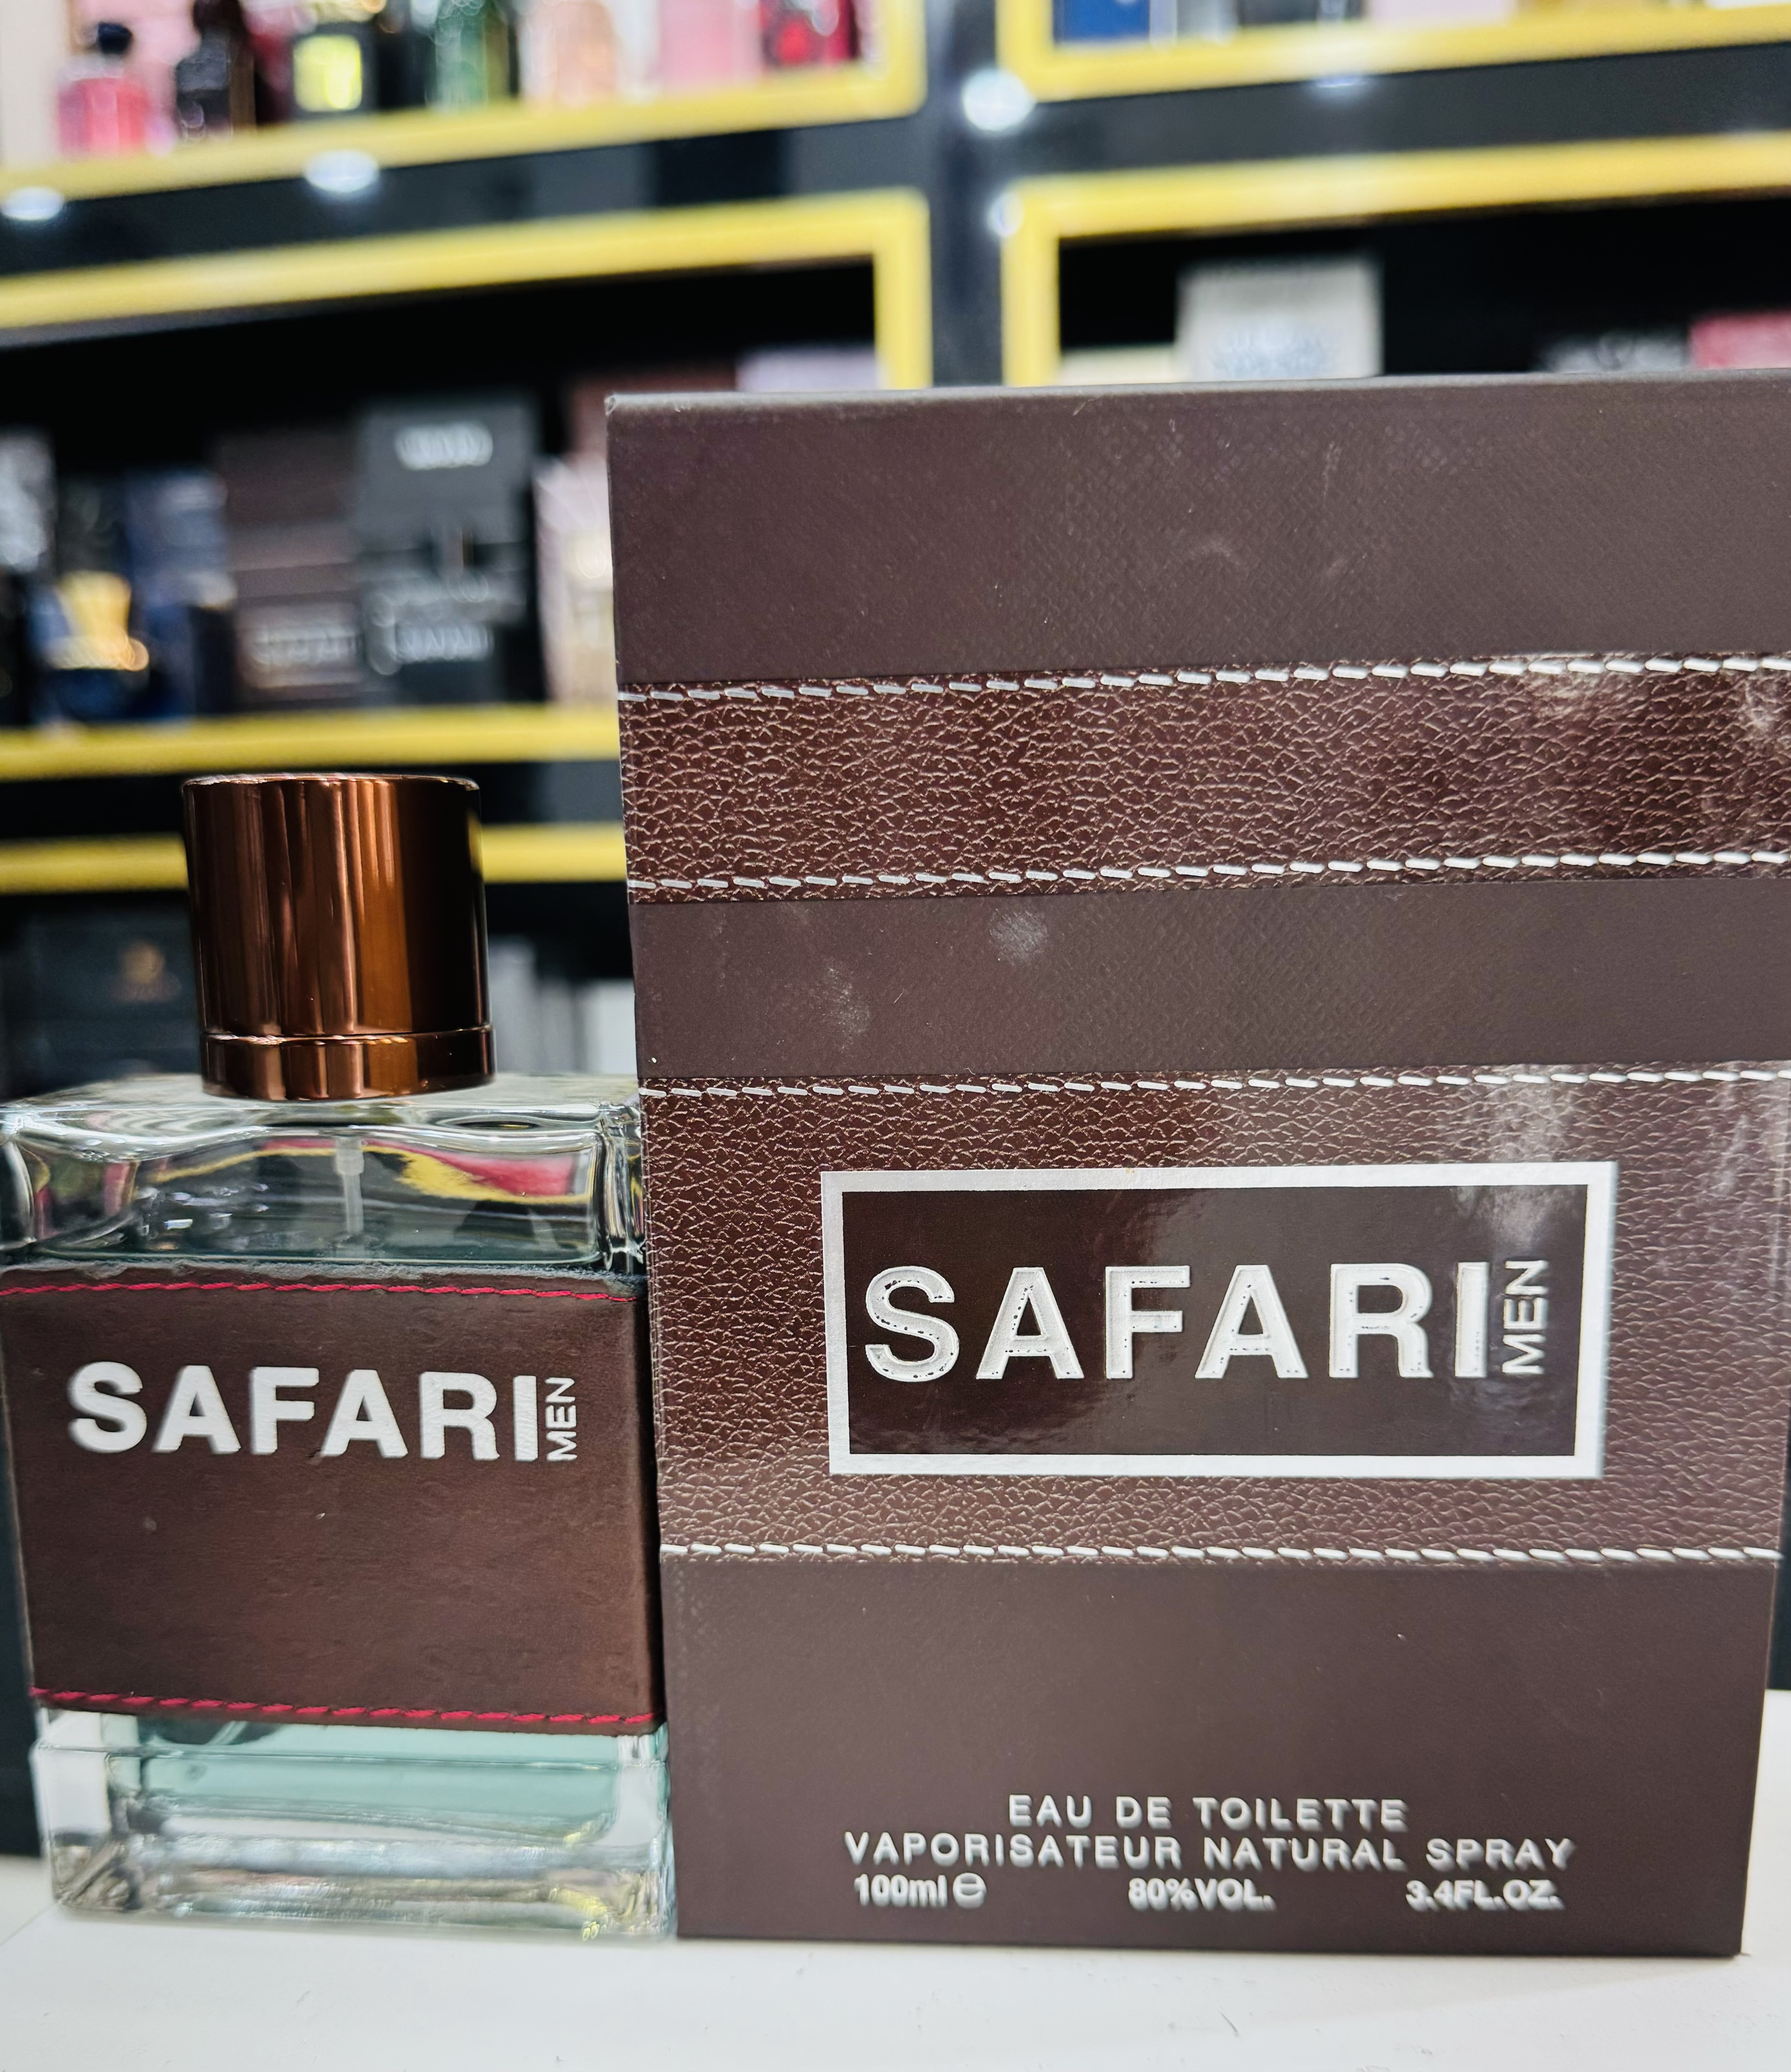 SAFARI MEN
SAFARI MEN
EAU DE TOILETTE
VAPORISATEUR NATURAL SPRAY
100ml ℮ 80%VOL. 3.4FL.OZ.